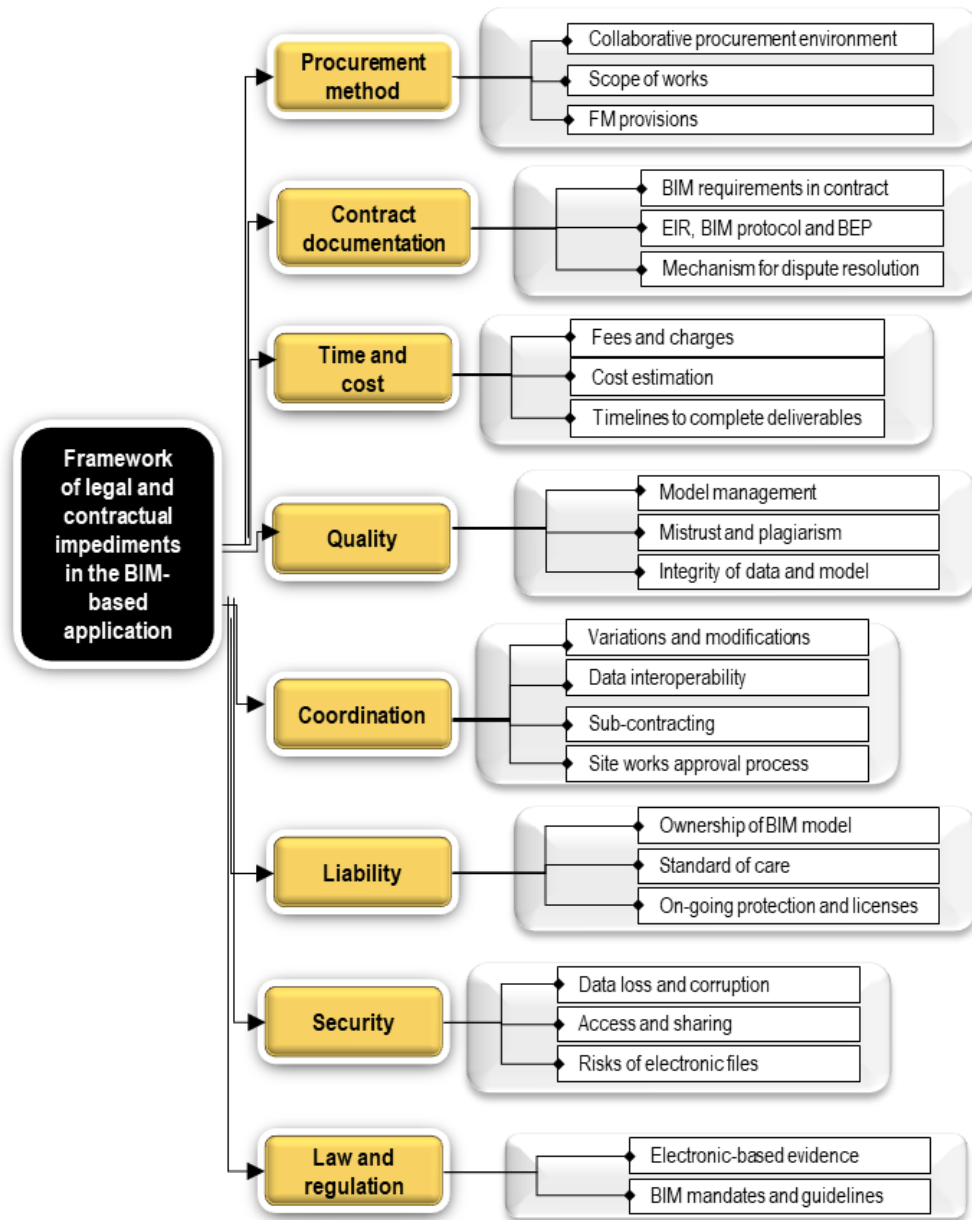 Framework
of legal and
contractual
impediments
in the BIM-
based
application
Procurement
method
Collaborative procurement environment
Scope of works
FM provisions
Contract
documentation
BIM requirements in contract
EIR, BIM protocol and BEP
Mechanism for dispute resolution
Time and
cost
Fees and charges
Cost estimation
Timelines to complete deliverables
Quality
Model management
Mistrust and plagiarism
Integrity of data and model
Coordination
Variations and modifications
Data interoperability
Sub-contracting
Site works approval process
Liability
Ownership of BIM model
Standard of care
On-going protection and licenses
Security
Data loss and corruption
Access and sharing
Risks of electronic files
Law and
regulation
Electronic-based evidence
BIM mandates and guidelines